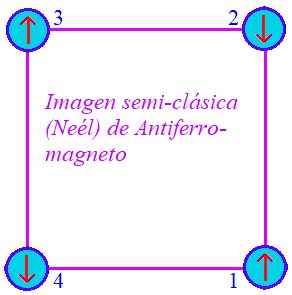 3 2
Imagen semi-clásica
(Neél) de Antiferro-
magneto
4 1